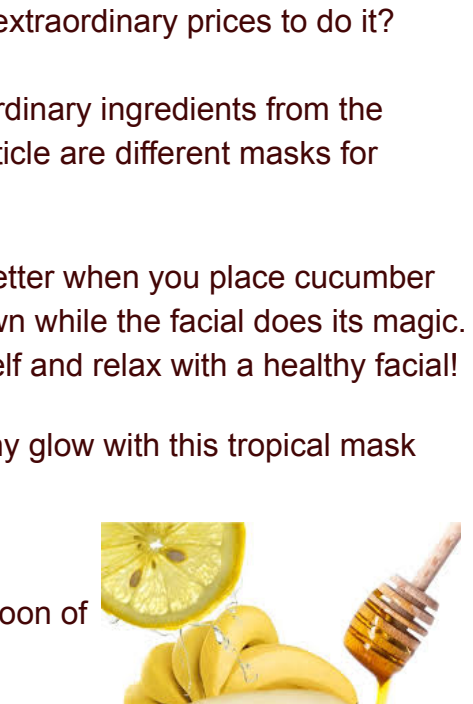 extraordinary prices to do it?
rdinary ingredients from the
ticle are different masks for
etter when you place cucumber
wn while the facial does its magic.
elf and relax with a healthy facial!
ny glow with this tropical mask
oon of